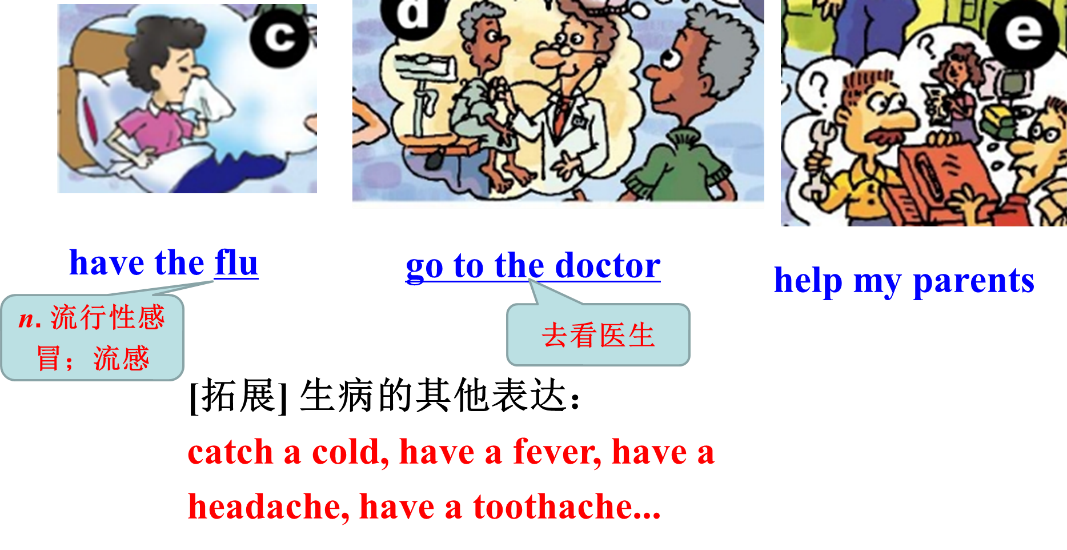 c
d
e
?
?
have the flu
go to the doctor
help my parents
n. 流行性感
冒；流感
去看医生
[拓展] 生病的其他表达：
catch a cold, have a fever, have a
headache, have a toothache...